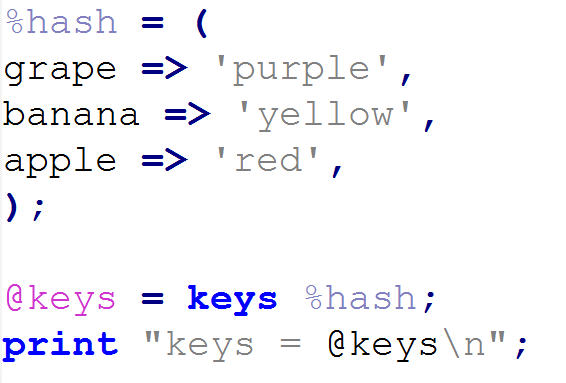 %hash = (
grape => 'purple',
banana => 'yellow',
apple => 'red',
);
@keys = keys %hash;
print "keys = @keys\n";